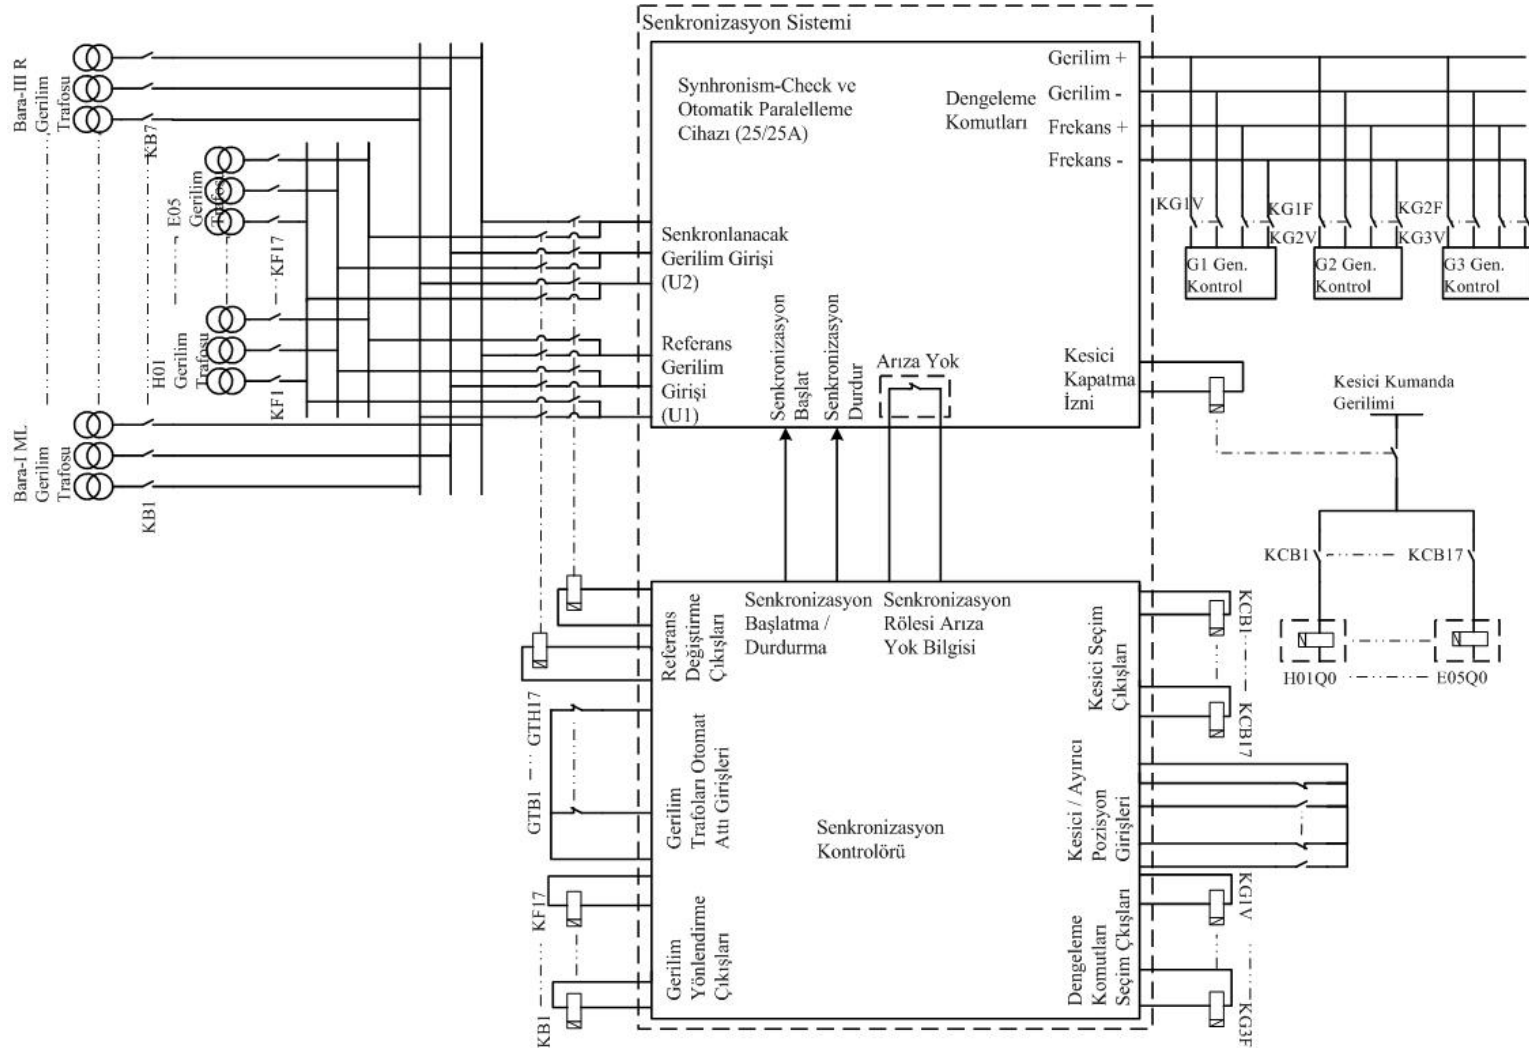 Senkronizasyon Sistemi
Synhronism-Check ve
Otomatik Paralelleme
Cihazı (25/25A)
Dengeleme
Komutları
Gerilim +
Gerilim -
Frekans +
Frekans -
Bara-III R
Gerilim
Trafosu
KB7
E05
Gerilim
Trafosu
KF17
H01
Gerilim
Trafosu
KF1
Bara-I ML
Gerilim
Trafosu
KB1
Senkronlanacak
Gerilim Girişi
(U2)
Referans
Gerilim
Girişi
(U1)
Senkronizasyon
Başlat
Senkronizasyon
Durdur
Arıza Yok
Kesici
Kapatma
İzni
KG1V
KG1F
KG2V
KG2F
KG3V
G1 Gen.
Kontrol
G2 Gen.
Kontrol
G3 Gen.
Kontrol
Kesici Kumanda
Gerilimi
KCB1
KCB17
H01Q0
E05Q0
Referans
Değiştirme
Çıkışları
Senkronizasyon
Başlatma /
Durdurma
Senkronizasyon
Rölesi Arıza
Yok Bilgisi
Kesici Seçim
Çıkışları
KCB1
KCB17
GTH17
GTB1
Gerilim
Trafoları Otomat
Attı Girişleri
Senkronizasyon
Kontrolörü
Kesici / Ayırıcı
Pozisyon
Girişleri
KF17
KB1
Gerilim
Yönlendirme
Çıkışları
Dengeleme
Komutları
Seçim Çkışları
KG1V
KG3F